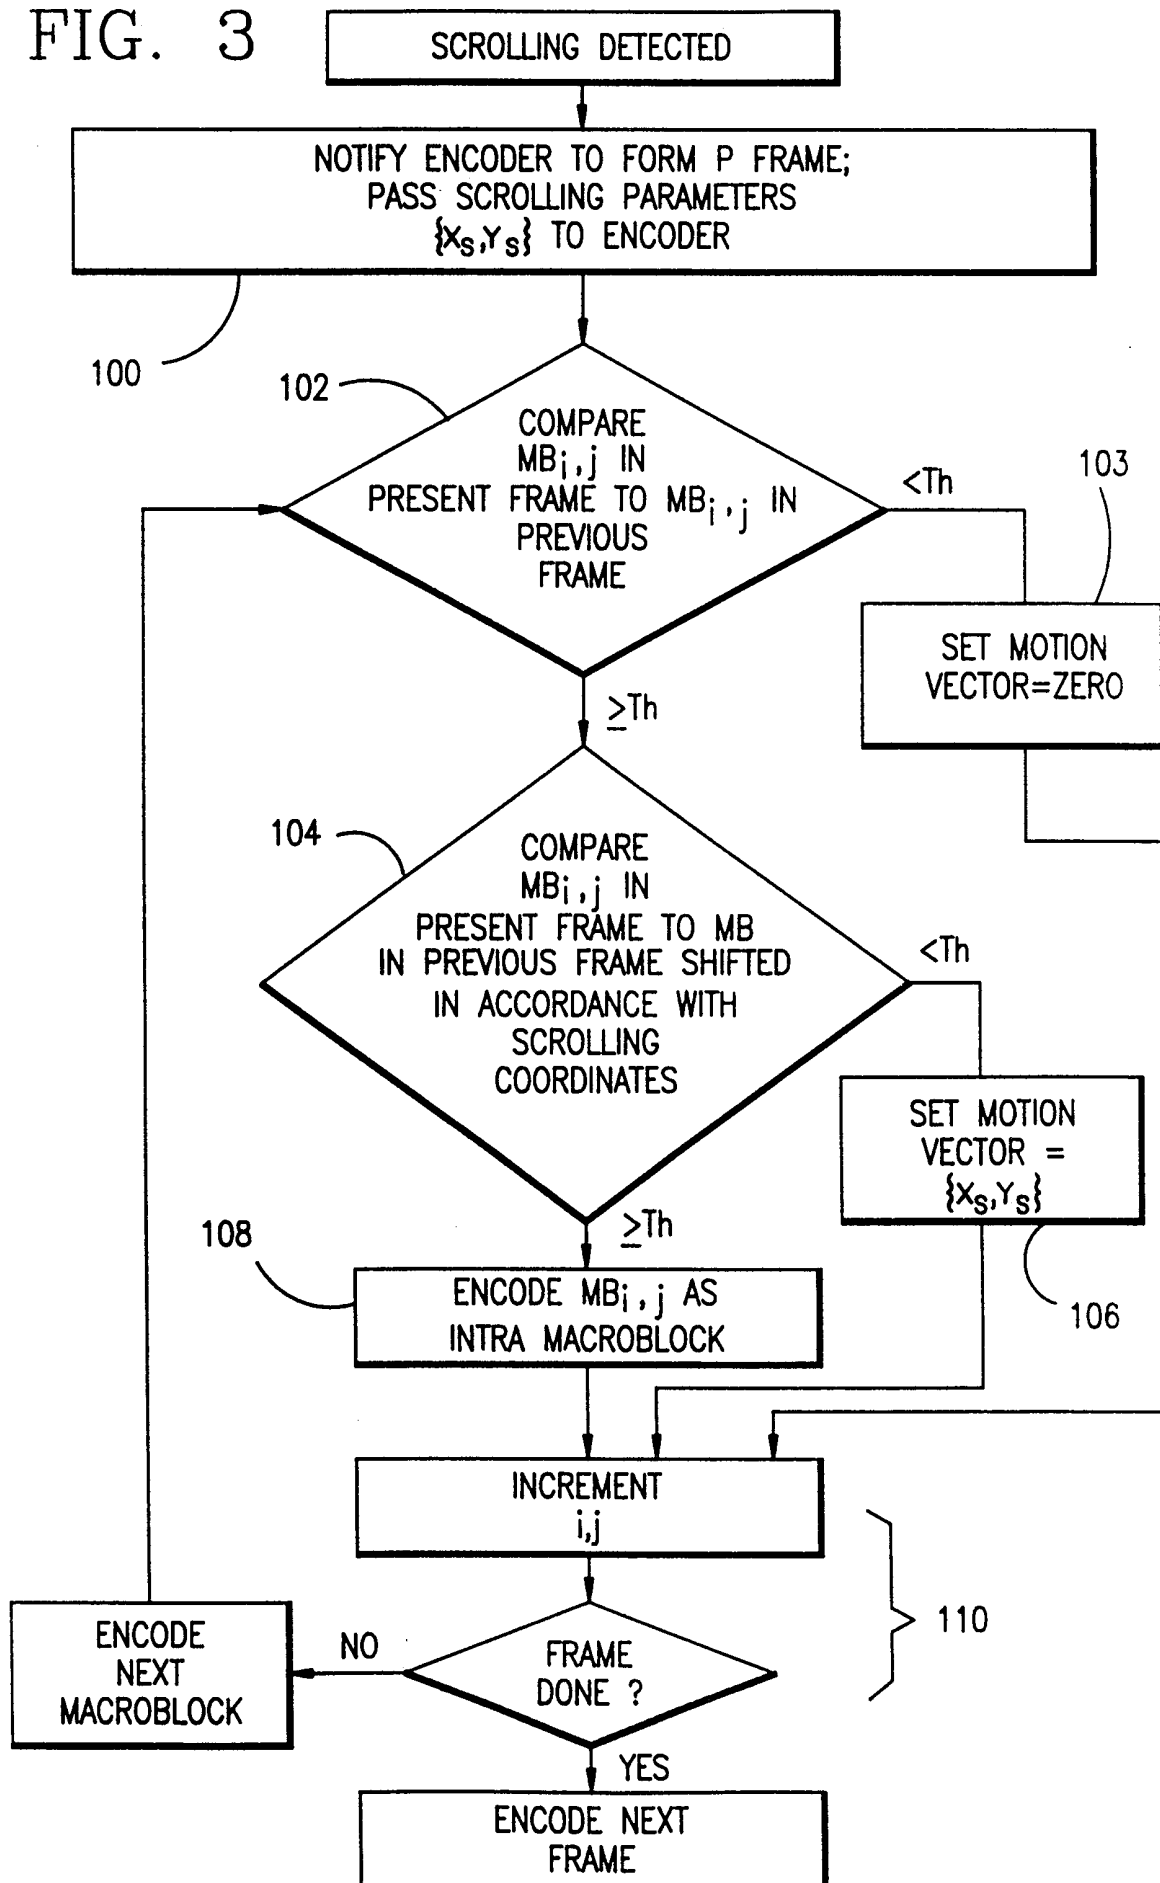 FIG. 3
SCROLLING DETECTED
NOTIFY ENCODER TO FORM P FRAME;
PASS SCROLLING PARAMETERS
{XS,YS} TO ENCODER
100
102
COMPARE
MBi,j IN
PRESENT FRAME TO MBi,j IN
PREVIOUS
FRAME
<Th
103
SET MOTION
VECTOR=ZERO
≥Th
104
COMPARE
MBi,j IN
PRESENT FRAME TO MB
IN PREVIOUS FRAME SHIFTED
IN ACCORDANCE WITH
SCROLLING
COORDINATES
<Th
SET MOTION
VECTOR =
{XS,YS}
106
≥Th
108
ENCODE MBi,j AS
INTRA MACROBLOCK
INCREMENT
i,j
110
FRAME
DONE ?
NO
ENCODE
NEXT
MACROBLOCK
YES
ENCODE NEXT
FRAME